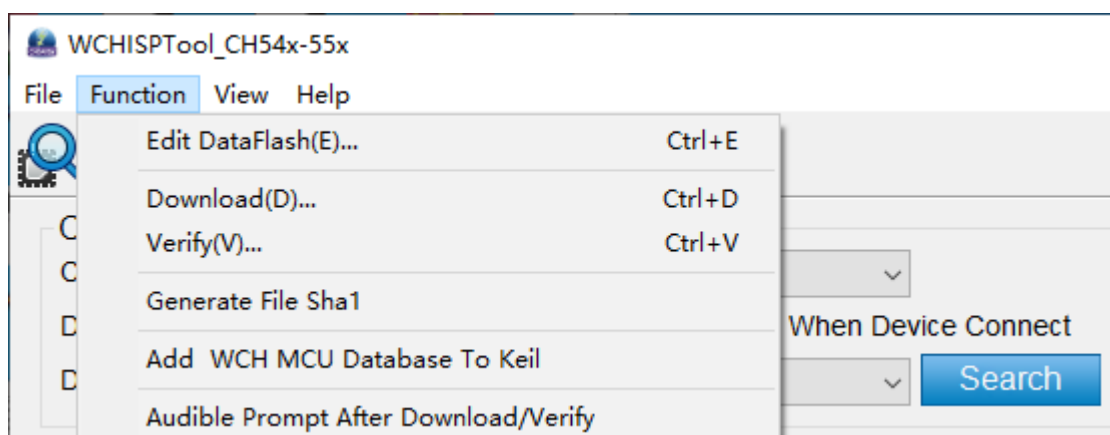 WCHISPTool_CH54x-55x
File Function View Help
Edit DataFlash(E)... Ctrl+E
Download(D)... Ctrl+D
Verify(V)... Ctrl+V
Generate File Sha1
Add WCH MCU Database To Keil
When Device Connect
Search
Audible Prompt After Download/Verify